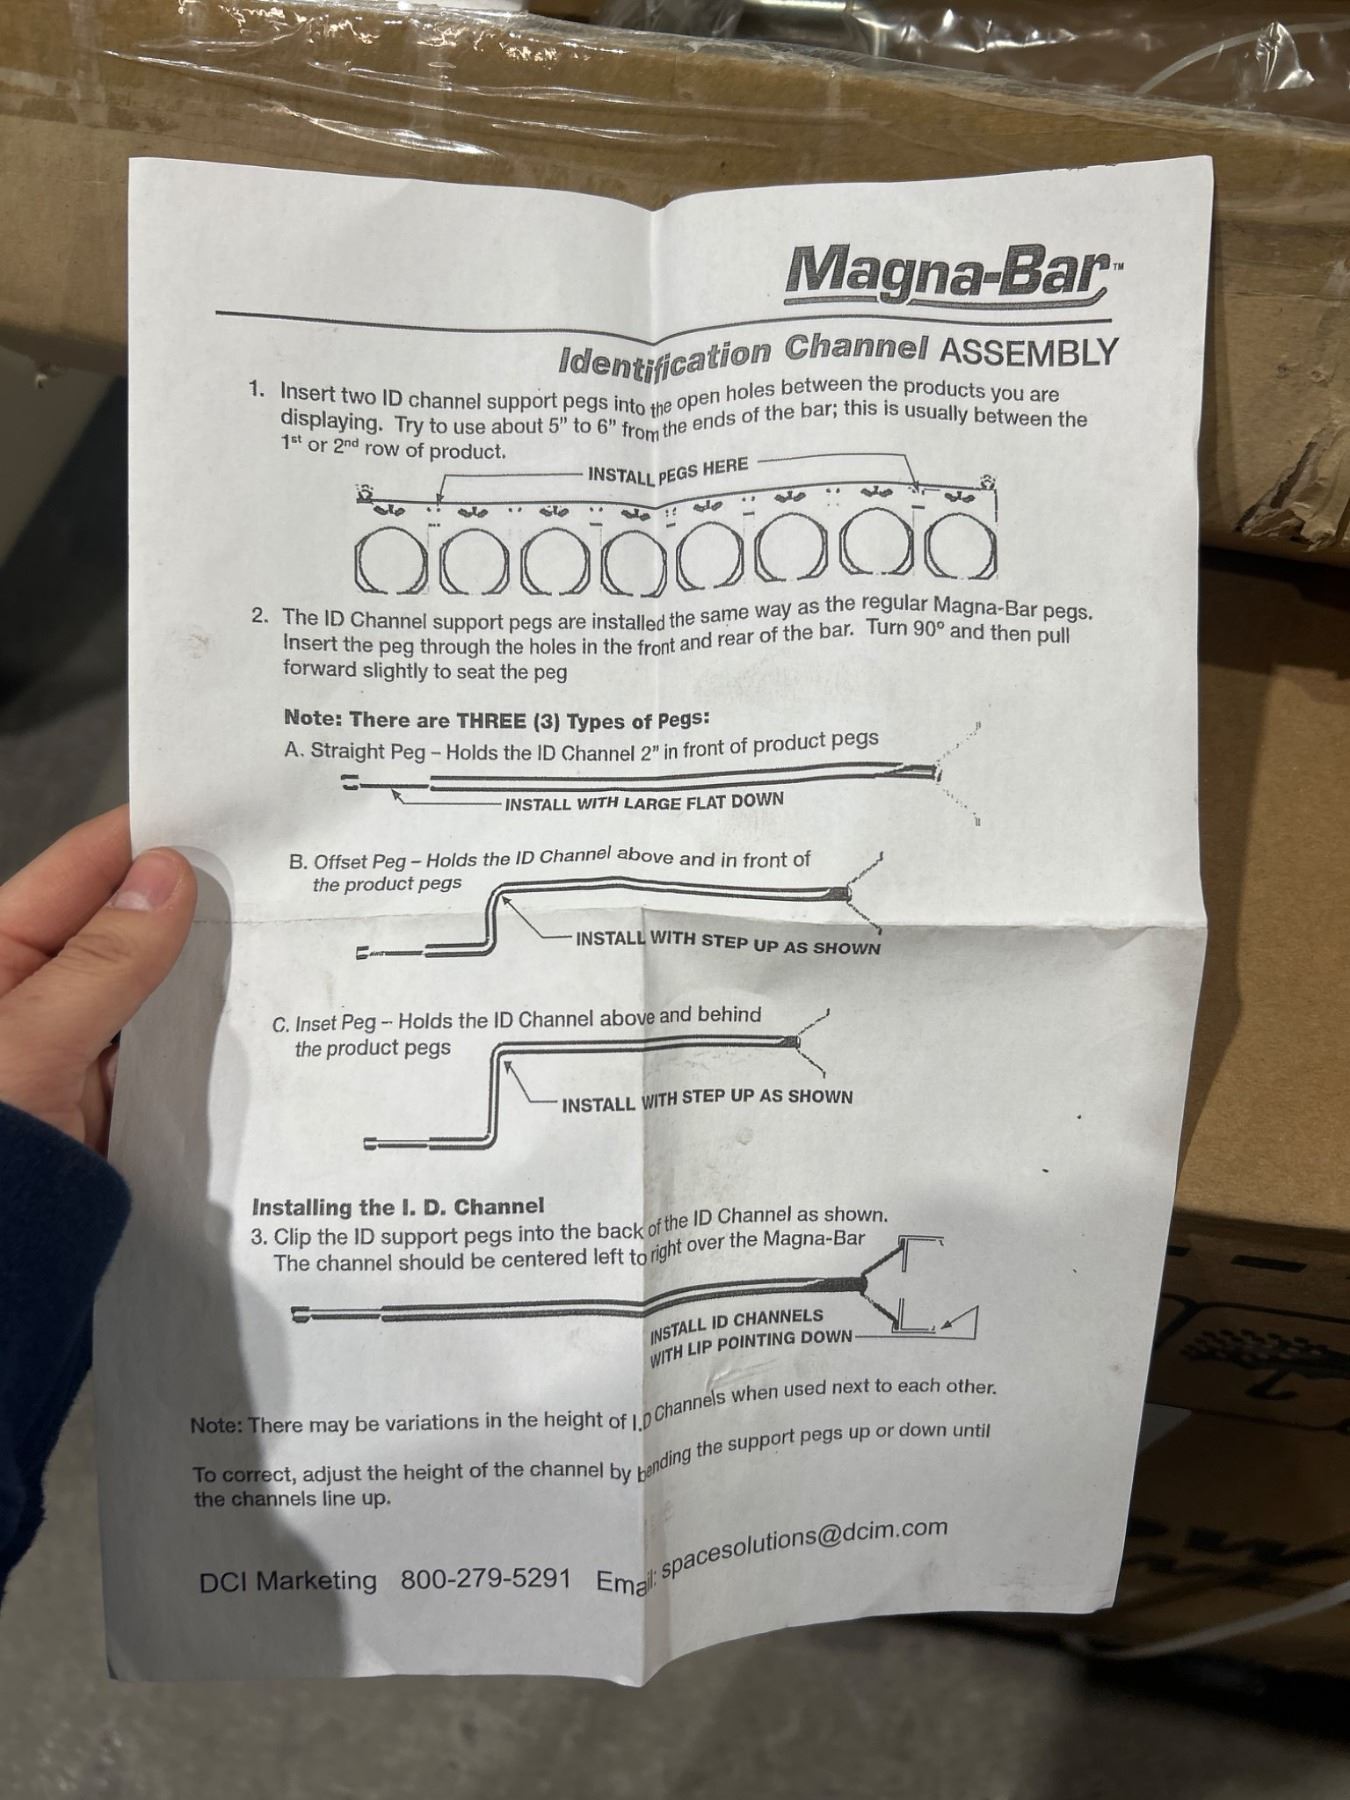 Magna-Bar™
Identification Channel ASSEMBLY
1. Insert two ID channel support pegs into the open holes between the products you are
displaying. Try to use about 5" to 6" from the ends of the bar; this is usually between the
1st or 2nd row of product.
INSTALL PEGS HERE
2. The ID Channel support pegs are installed the same way as the regular Magna-Bar pegs.
Insert the peg through the holes in the front and rear of the bar. Turn 90° and then pull
forward slightly to seat the peg
Note: There are THREE (3) Types of Pegs:
A. Straight Peg – Holds the ID Channel 2" in front of product pegs
INSTALL WITH LARGE FLAT DOWN
B. Offset Peg – Holds the ID Channel above and in front of
the product pegs
INSTALL WITH STEP UP AS SHOWN
C. Inset Peg – Holds the ID Channel above and behind
the product pegs
INSTALL WITH STEP UP AS SHOWN
Installing the I. D. Channel
3. Clip the ID support pegs into the back of the ID Channel as shown.
The channel should be centered left to right over the Magna-Bar
INSTALL ID CHANNELS
WITH LIP POINTING DOWN
Note: There may be variations in the height of I.D Channels when used next to each other.
To correct, adjust the height of the channel by bending the support pegs up or down until
the channels line up.
DCI Marketing 800-279-5291 Email: spacesolutions@dcim.com